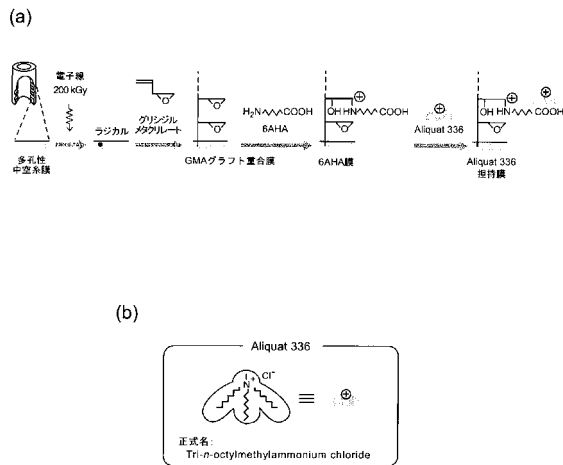 (a)
電子線
200 kGy
多孔性
中空糸膜
ラジカル
グリシジル
メタクリレート
O
O
GMAグラフト重合膜
H₂N COOH
6AHA
OH HN COOH
O
6AHA膜
Aliquat 336
OH HN COOH
O
Aliquat 336
担持膜
(b)
Aliquat 336
N⁺ Cl⁻
≡
正式名:
Tri-n-octylmethylammonium chloride